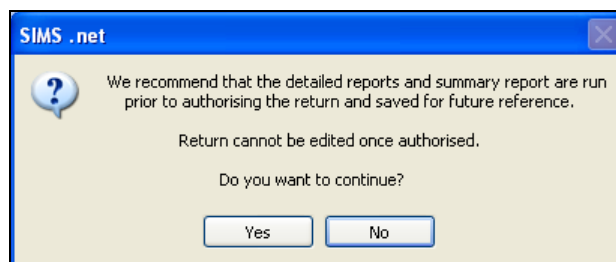 SIMS .net
We recommend that the detailed reports and summary report are run
prior to authorising the return and saved for future reference.
Return cannot be edited once authorised.
Do you want to continue?
Yes
No